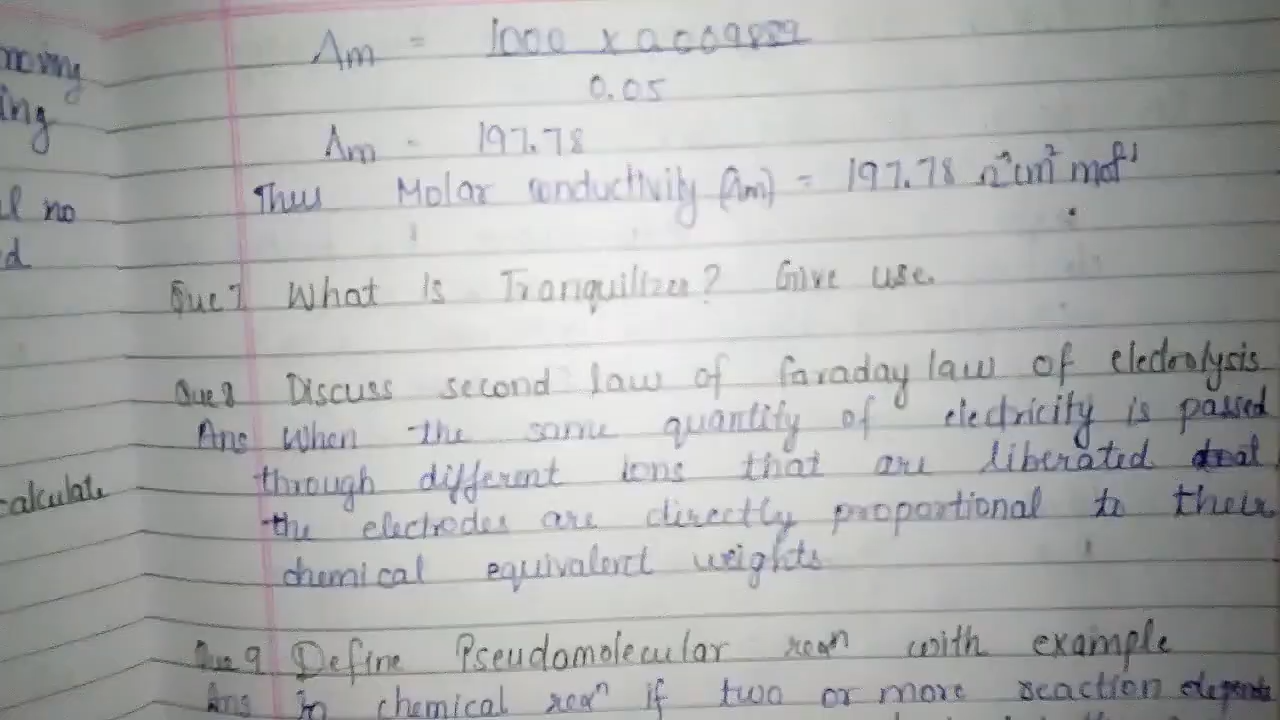 Λm = 1000 x 0.009889
0.05
Λm = 197.78
Thus Molar conductivity (λm) = 197.78 Ω⁻¹cm² mol⁻¹
Que 7 What is Tranquilizer? Give use.
Que 8 Discuss second law of faraday law of electrolysis
Ans When the same quantity of electricity is passed
through different ions that are liberated at
the electrodes are directly proportional to their
chemical equivalent weights
Que 9 Define Pseudomolecular reaⁿ with example
Ans In chemical reaⁿ if two or more reaction
ing
l no
d
calculate